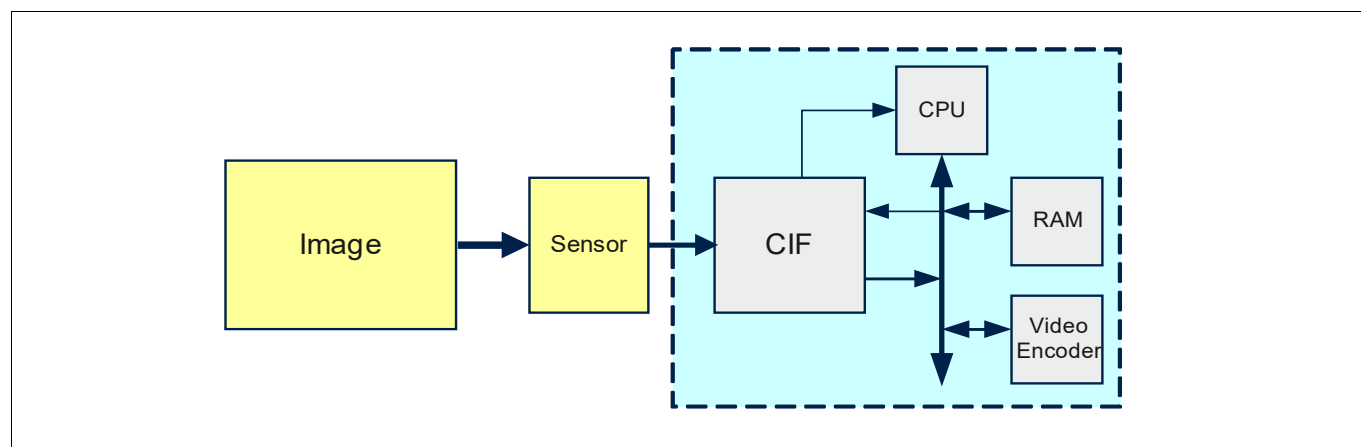 Image
Sensor
CIF
CPU
RAM
Video
Encoder